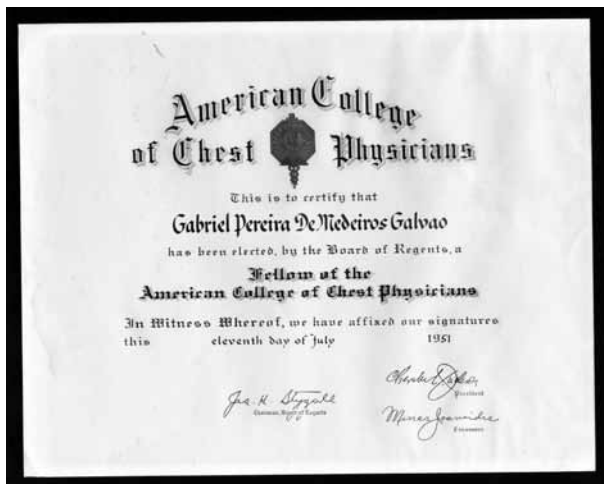 American College
of Chest Physicians
This is to certify that
Gabriel Pereira De Medeiros Galvao
has been elected, by the Board of Regents, a
Fellow of the
American College of Chest Physicians
In Witness Whereof, we have affixed our signatures
this eleventh day of July 1951
Jas. H. Stygall
Chairman, Board of Regents
President